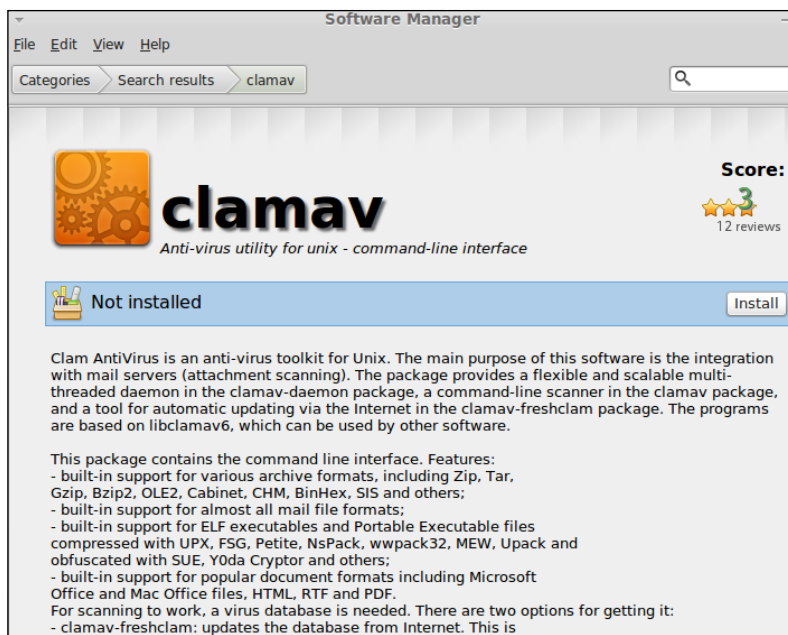 Software Manager
File Edit View Help
Categories Search results clamav
clamav
Anti-virus utility for unix - command-line interface
Score:
3
12 reviews
Not installed
Install
Clam AntiVirus is an anti-virus toolkit for Unix. The main purpose of this software is the integration
with mail servers (attachment scanning). The package provides a flexible and scalable multi-
threaded daemon in the clamav-daemon package, a command-line scanner in the clamav package,
and a tool for automatic updating via the Internet in the clamav-freshclam package. The programs
are based on libclamav6, which can be used by other software.
This package contains the command line interface. Features:
- built-in support for various archive formats, including Zip, Tar,
Gzip, Bzip2, OLE2, Cabinet, CHM, BinHex, SIS and others;
- built-in support for almost all mail file formats;
- built-in support for ELF executables and Portable Executable files
compressed with UPX, FSG, Petite, NsPack, wwpack32, MEW, Upack and
obfuscated with SUE, Y0da Cryptor and others;
- built-in support for popular document formats including Microsoft
Office and Mac Office files, HTML, RTF and PDF.
For scanning to work, a virus database is needed. There are two options for getting it:
- clamav-freshclam: updates the database from Internet. This is